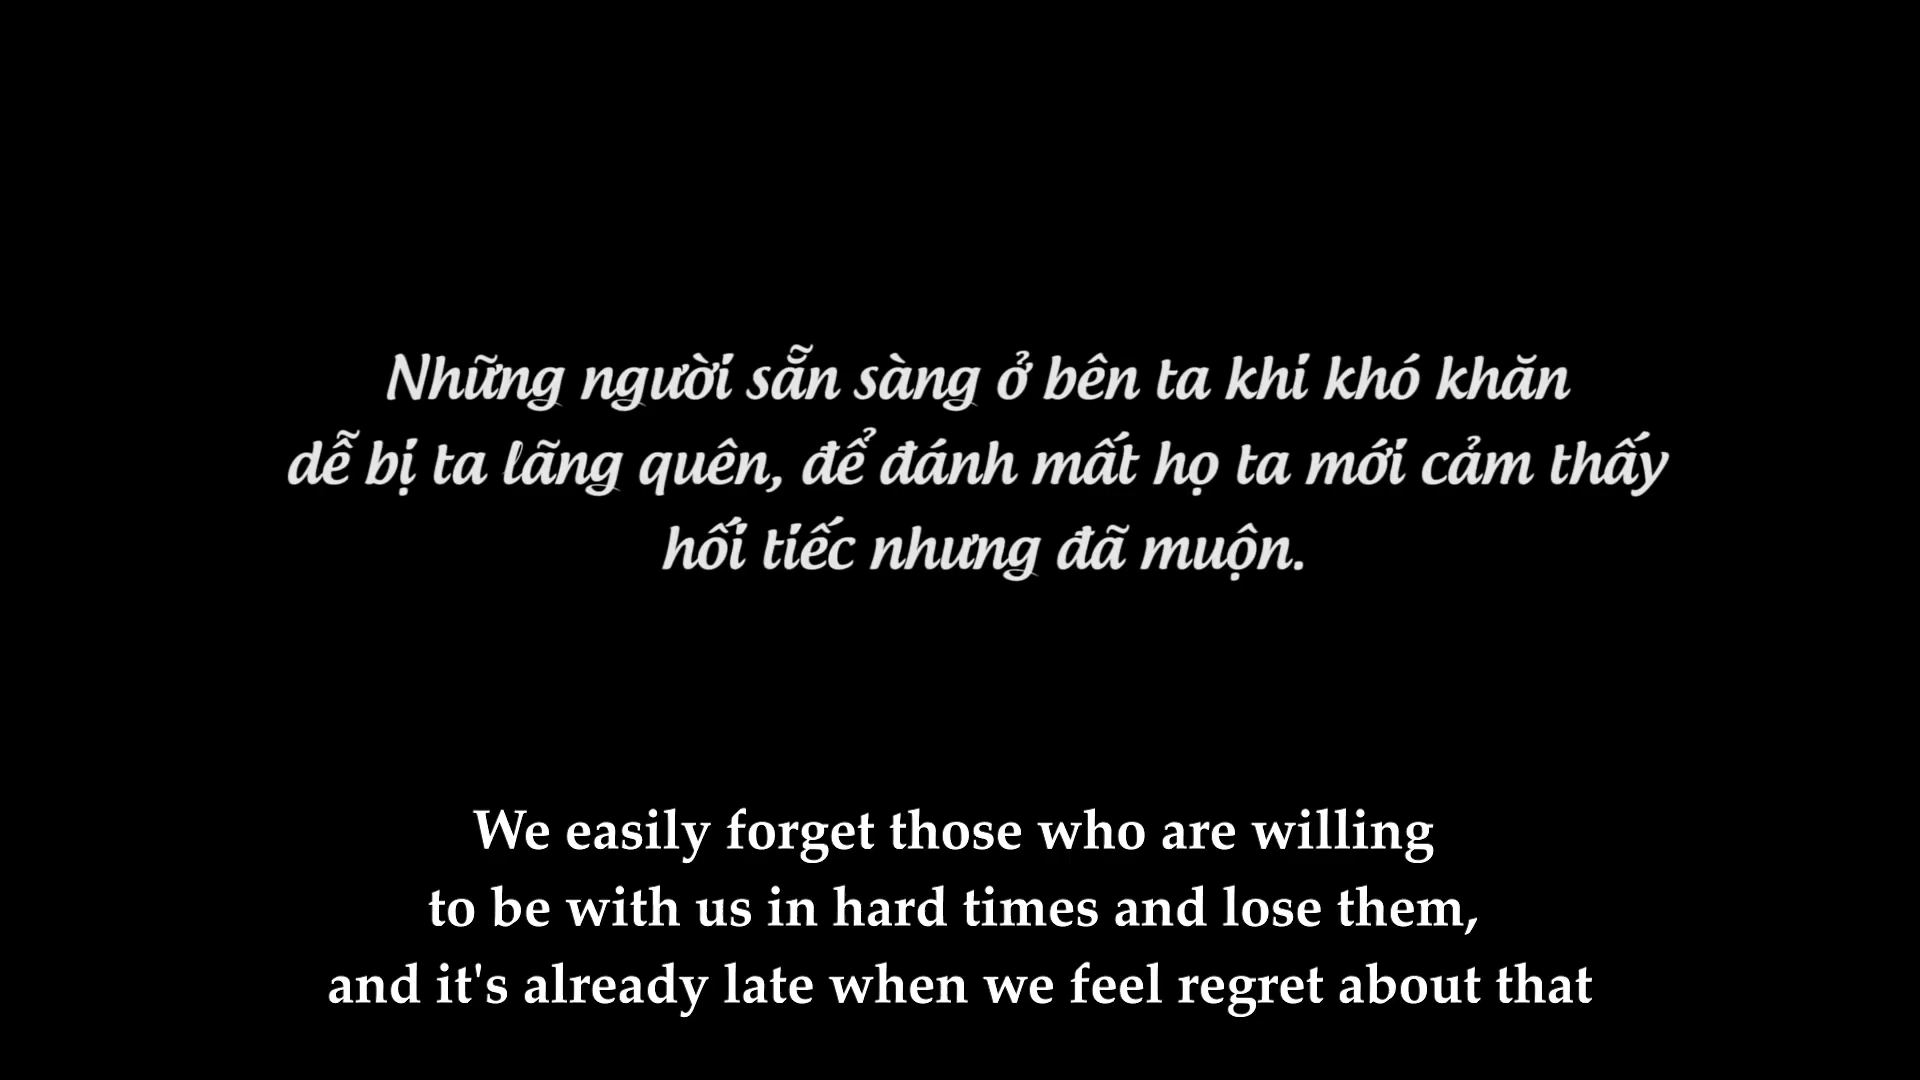 Những người sẵn sàng ở bên ta khi khó khăn
dễ bị ta lãng quên, để đánh mất họ ta mới cảm thấy
hối tiếc nhưng đã muộn.
We easily forget those who are willing
to be with us in hard times and lose them,
and it's already late when we feel regret about that